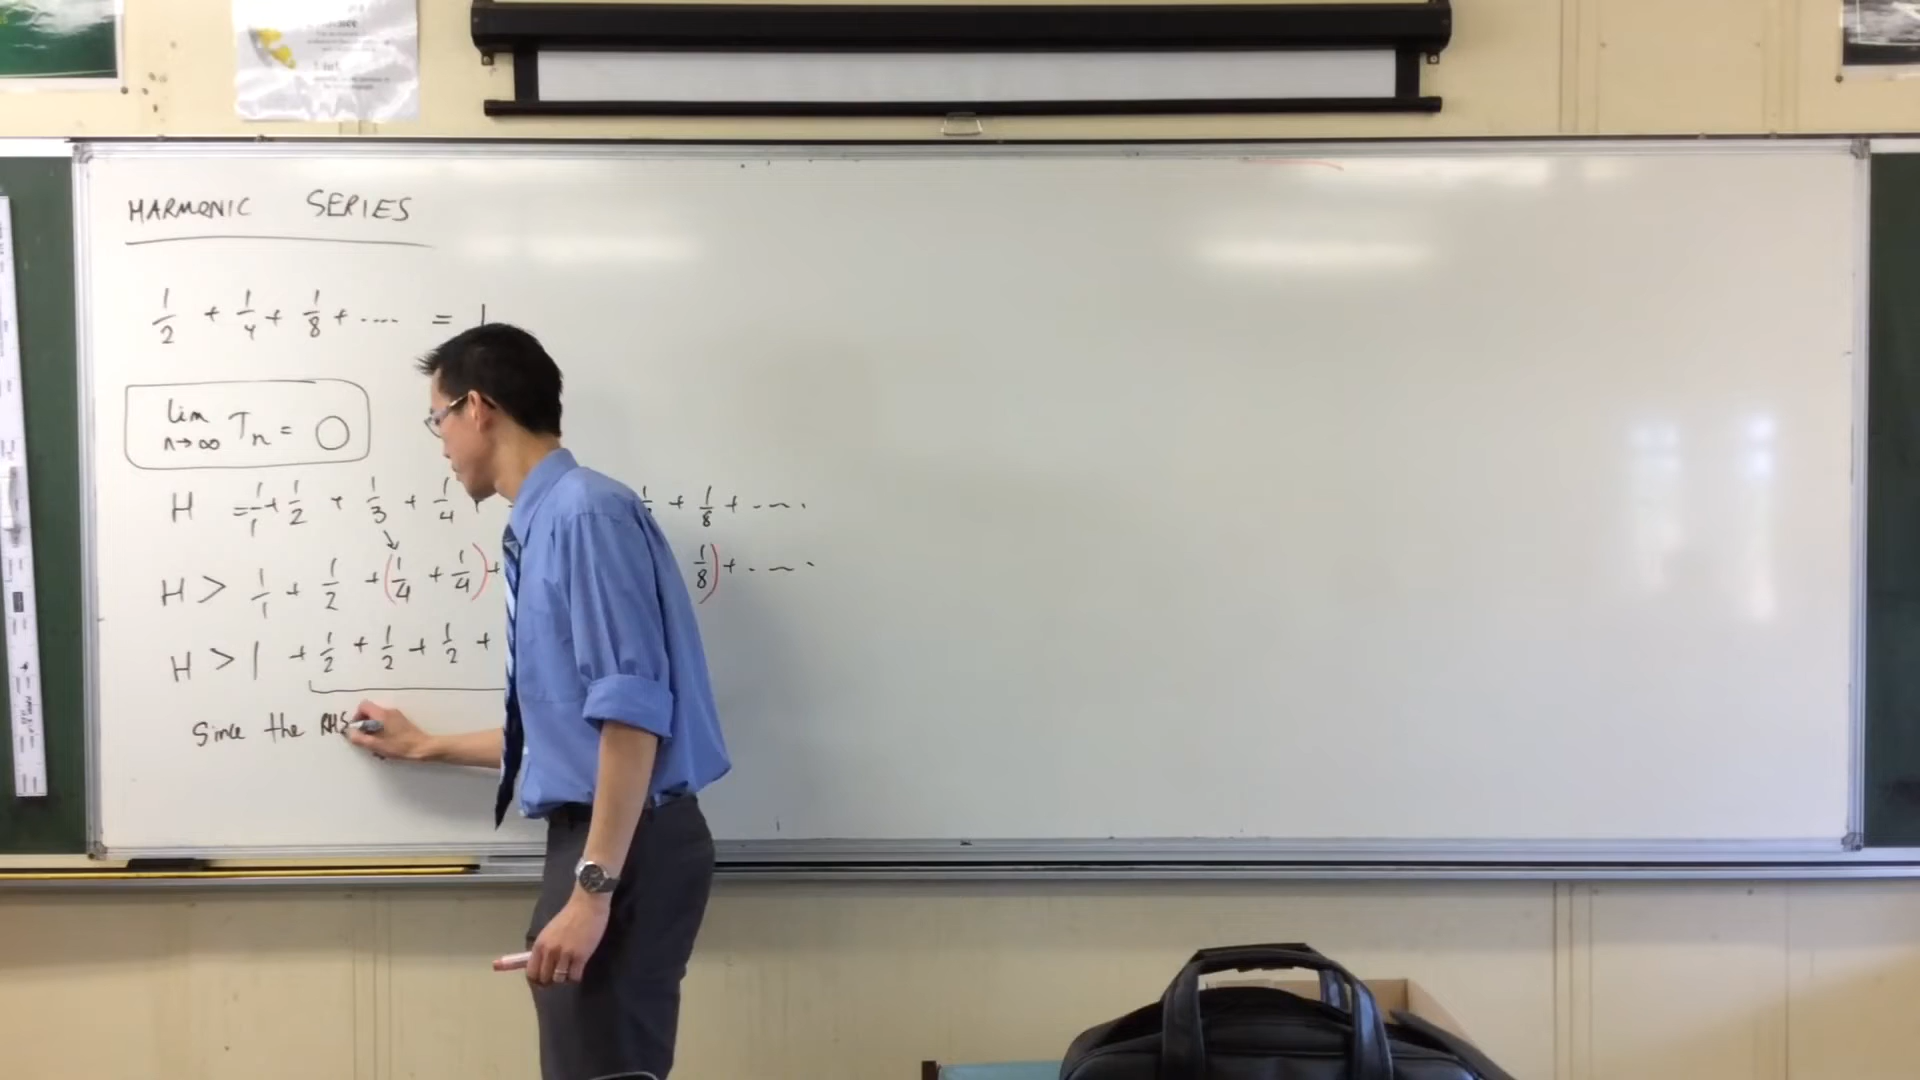 HARMONIC SERIES
1/2 + 1/4 + 1/8 + .... = 1
lim n→∞ Tn = 0
H = 1/1 + 1/2 + 1/3 + 1/4 + + 1/8 + ....
H > 1/1 + 1/2 + (1/4 + 1/4) + 1/8) + ....
H > 1 + 1/2 + 1/2 + 1/2 +
Since the RHS